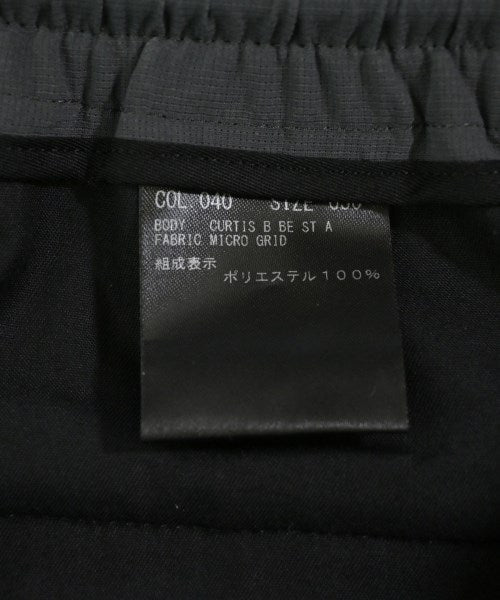 COL 040 SIZE
BODY CURTIS B BE ST A
FABRIC MICRO GRID
組成表示
ポリエステル100%